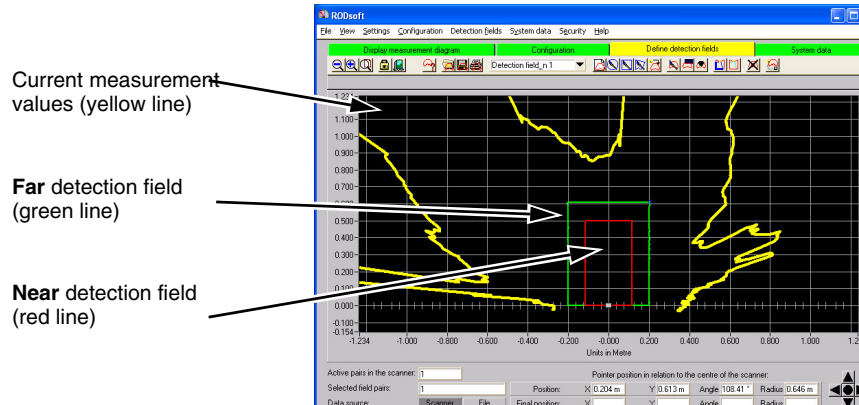 RODsoft
File View Settings Configuration Detection fields System data Security Help
Display measurement diagram Configuration Define detection fields System data
Detection_field_n 1
Current measurement
values (yellow line)
Far detection field
(green line)
Near detection field
(red line)
1.100
1.000
0.900
0.800
0.700
0.500
0.400
0.300
0.200
0.100
0.000
-0.100
-0.154
-1.234 -1.000 -0.800 -0.600 -0.400 -0.200 -0.000 0.200 0.400 0.600 0.800 1.000
Units in Metre
Active pairs in the scanner: 1 Pointer position in relation to the centre of the scanner:
Selected field pairs: 1 Position: X 0.204 m Y 0.613 m Angle 108.41 ° Radius 0.646 m
Data source: Scanner File Final position: X Y Angle Radius